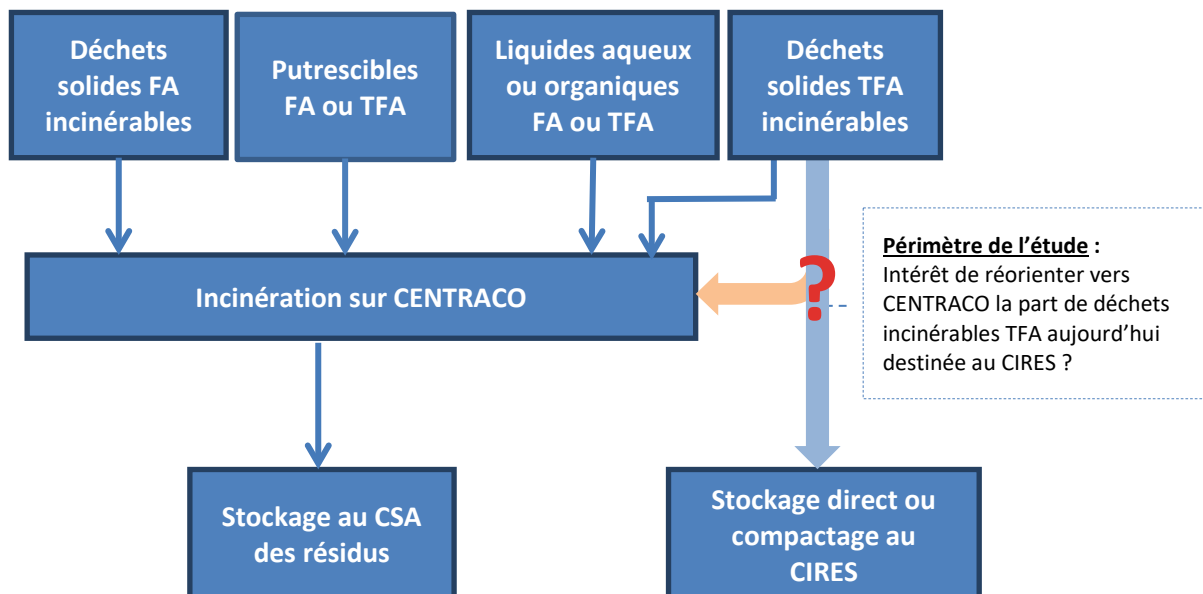 Déchets
solides FA
incinérables
Putrescibles
FA ou TFA
Liquides aqueux
ou organiques
FA ou TFA
Déchets
solides TFA
incinérables
Incinération sur CENTRACO
?
Périmètre de l’étude :
Intérêt de réorienter vers
CENTRACO la part de déchets
incinérables TFA aujourd’hui
destinée au CIRES ?
Stockage au CSA
des résidus
Stockage direct ou
compactage au
CIRES